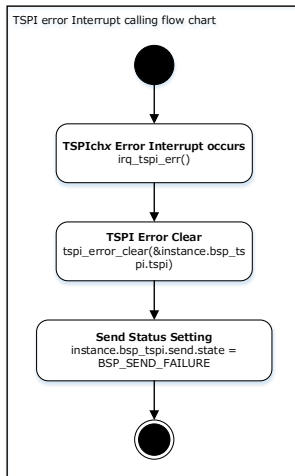 TSPI error Interrupt calling flow chart
TSPIchx Error Interrupt occurs
irq_tspi_err()
TSPI Error Clear
tspi_error_clear(&instance.bsp_ts
pi.tspi)
Send Status Setting
instance.bsp_tspi.send.state =
BSP_SEND_FAILURE